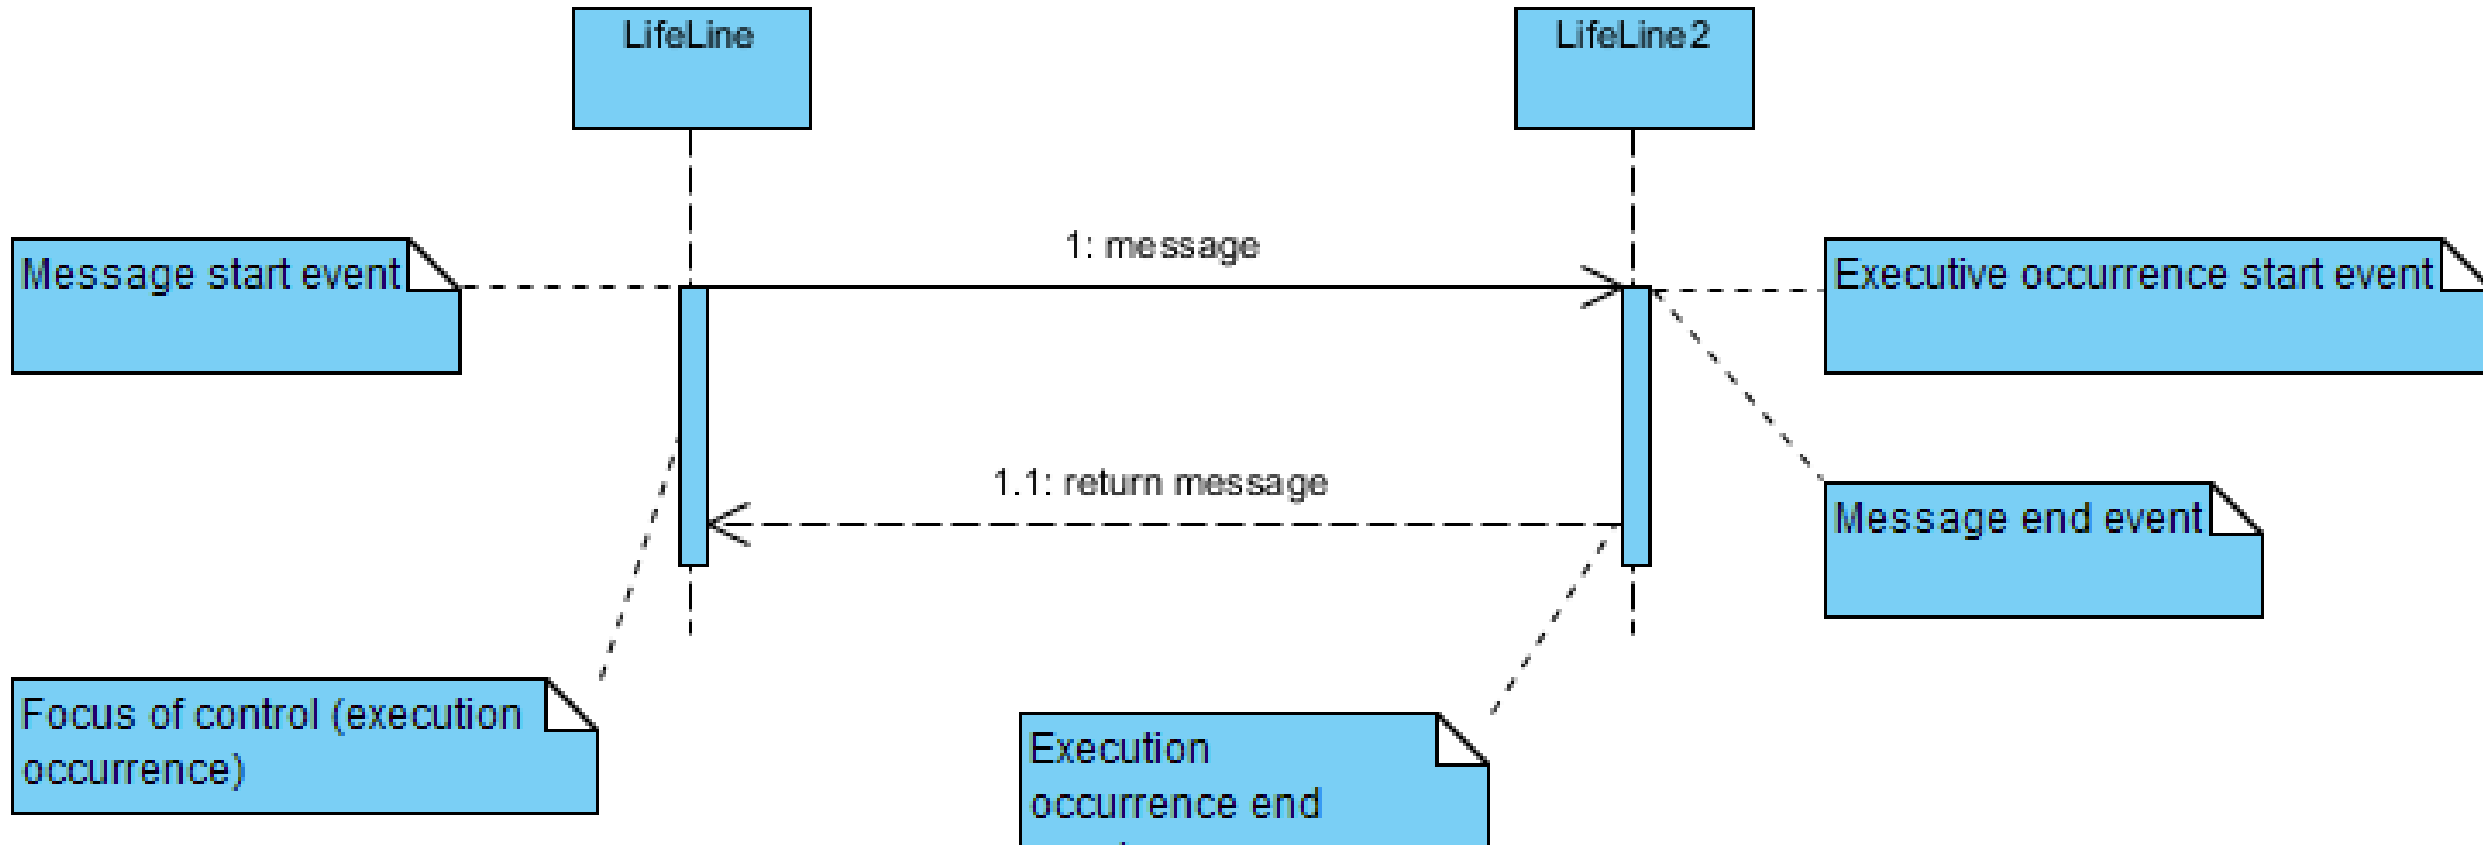 LifeLine
LifeLine2
1: message
Message start event
Executive occurrence start event
1.1: return message
Message end event
Focus of control (execution
occurrence)
Execution
occurrence end